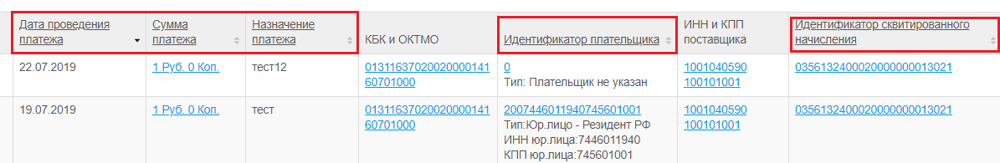 Дата проведения
платежа
Сумма
платежа
Назначение
платежа
КБК и ОКТМО
Идентификатор плательщика
ИНН и КПП
поставщика
Идентификатор сквитированного
начисления
22.07.2019
1 Руб. 0 Коп.
тест12
01311637020020000141
60701000
0
Тип: Плательщик не указан
1001040590
100101001
0356132400020000000013021
19.07.2019
1 Руб. 0 Коп.
тест
01311637020020000141
60701000
2007446011940745601001
Тип:Юр.лицо - Резидент РФ
ИНН юр.лица:7446011940
КПП юр.лица:745601001
1001040590
100101001
0356132400020000000013021